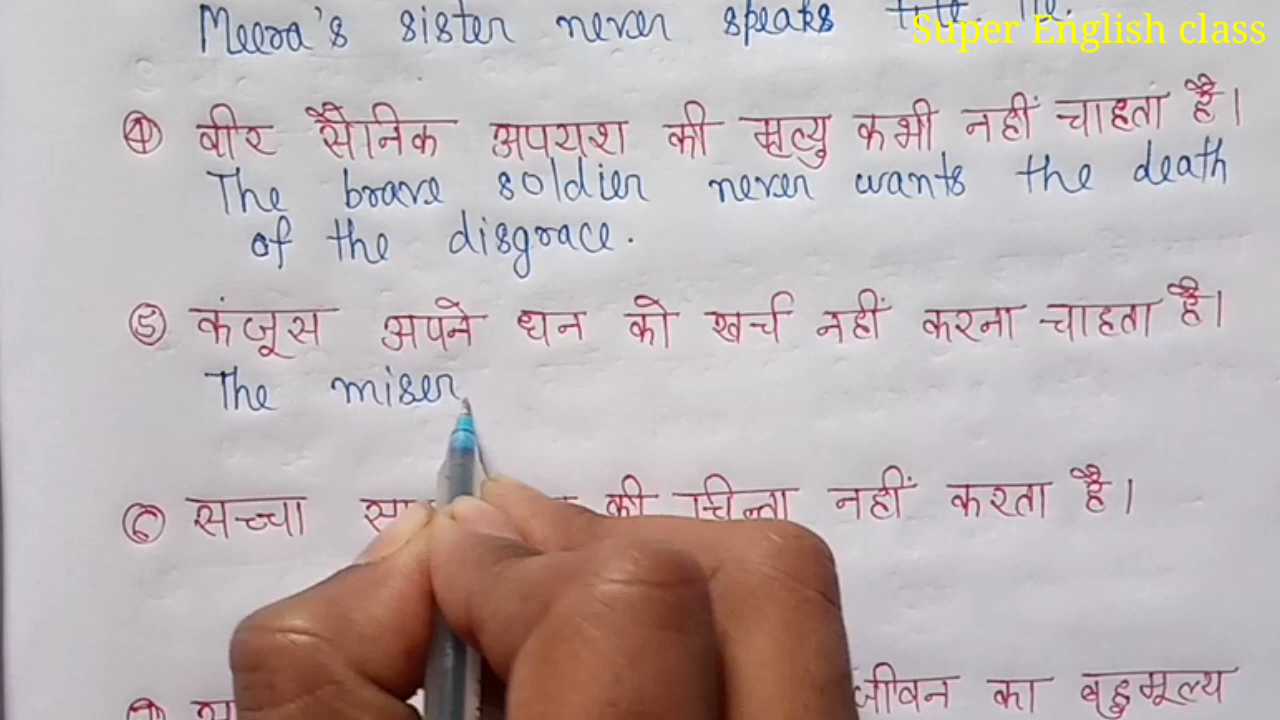 Meera's sister never speaks
Super English class
④ वीर सैनिक अपयश की मृत्यु कभी नहीं चाहता है।
The brave soldier never wants the death
of the disgrace.
⑤ कंजूस अपने धन को खर्च नहीं करना चाहता है।
The miser
⑥ सच्चा की चिन्ता नहीं करता है।
जीवन का बहुमूल्य